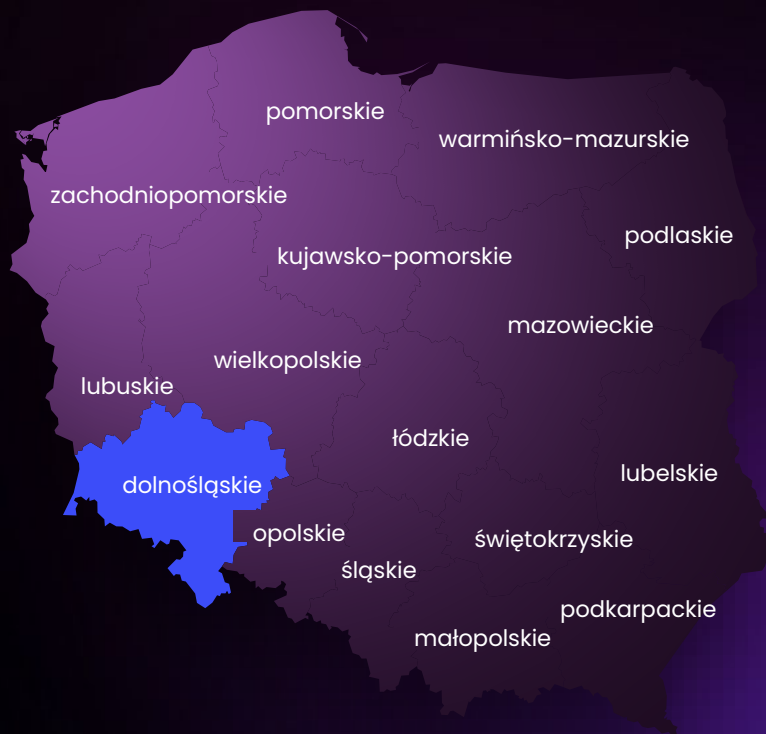 pomorskie
warmińsko-mazurskie
zachodniopomorskie
podlaskie
kujawsko-pomorskie
mazowieckie
wielkopolskie
lubuskie
łódzkie
lubelskie
dolnośląskie
opolskie
świętokrzyskie
śląskie
podkarpackie
małopolskie